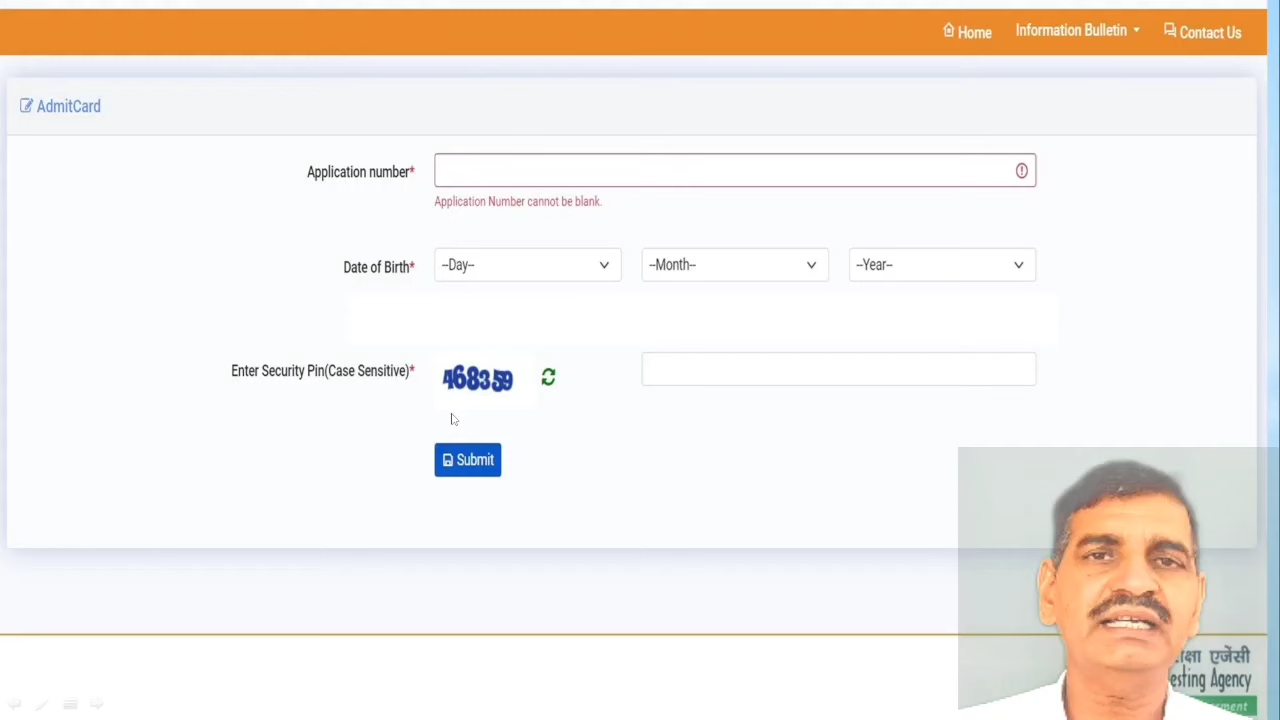 Home Information Bulletin Contact Us
AdmitCard
Application number*
Application Number cannot be blank.
Date of Birth* --Day-- --Month-- --Year--
Enter Security Pin(Case Sensitive)* 468359
Submit
एजेंसी
Agency